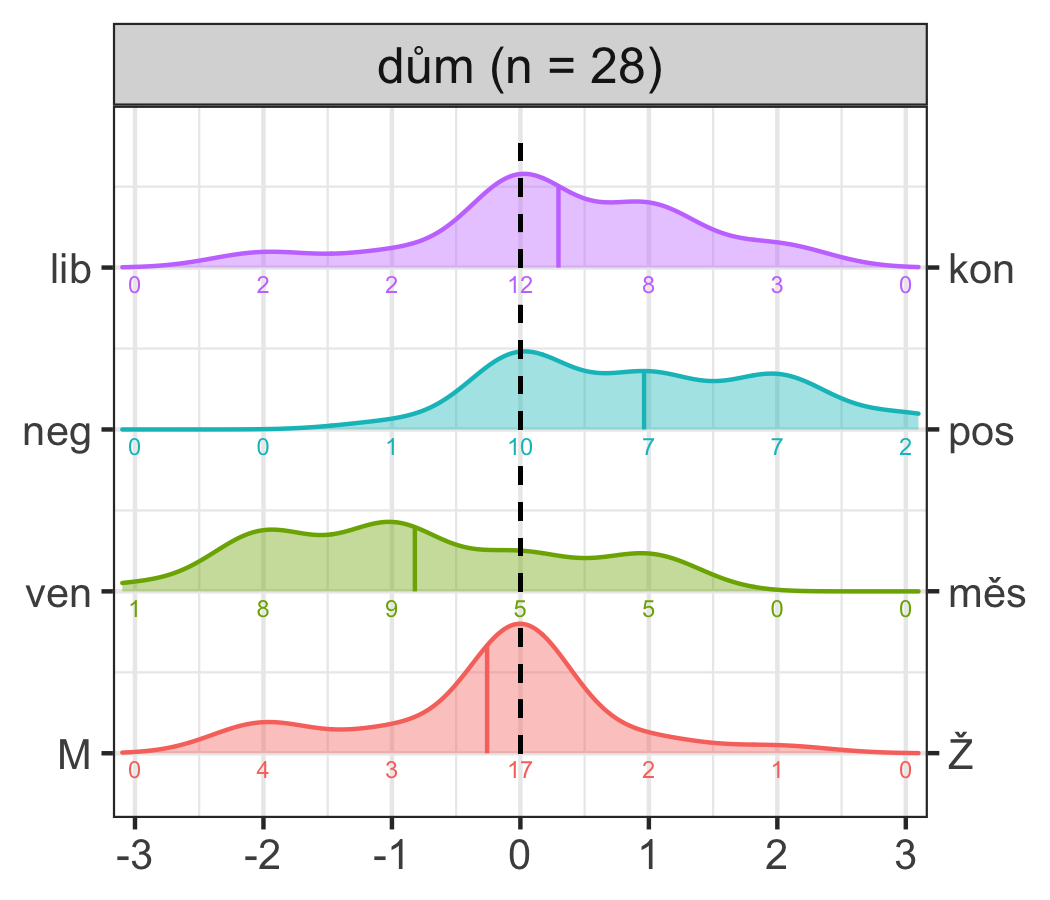 dům (n = 28)
lib kon
0 2 2 12 8 3 0
neg pos
0 0 1 10 7 7 2
ven měs
1 8 9 5 5 0 0
M Ž
0 4 3 17 2 1 0
-3 -2 -1 0 1 2 3